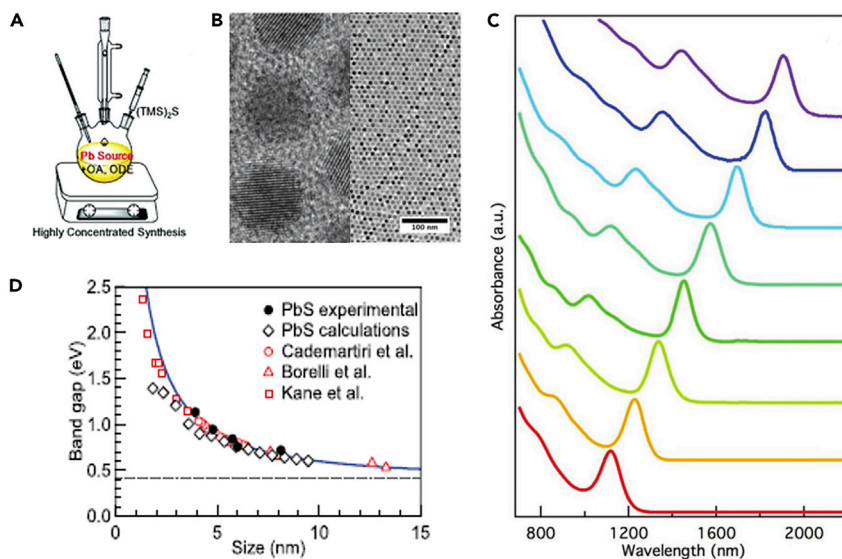 A
(TMS)₂S
Pb Source
+OA, ODE
Highly Concentrated Synthesis
B
100 nm
C
Absorbance (a.u.)
800 1200 1600 2000
Wavelength (nm)
D
Band gap (eV)
2.5
2.0
1.5
1.0
0.5
0.0
PbS experimental
PbS calculations
Cademartiri et al.
Borelli et al.
Kane et al.
0 5 10 15
Size (nm)